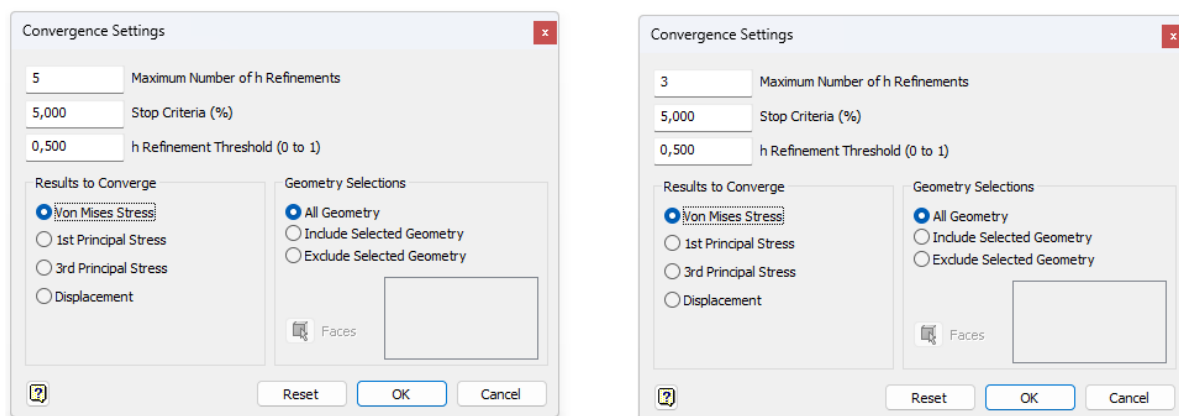 Convergence Settings
x
5 Maximum Number of h Refinements
5,000 Stop Criteria (%)
0,500 h Refinement Threshold (0 to 1)
Results to Converge
Von Mises Stress
1st Principal Stress
3rd Principal Stress
Displacement
Geometry Selections
All Geometry
Include Selected Geometry
Exclude Selected Geometry
Faces
?
Reset OK Cancel
Convergence Settings
x
3 Maximum Number of h Refinements
5,000 Stop Criteria (%)
0,500 h Refinement Threshold (0 to 1)
Results to Converge
Von Mises Stress
1st Principal Stress
3rd Principal Stress
Displacement
Geometry Selections
All Geometry
Include Selected Geometry
Exclude Selected Geometry
Faces
?
Reset OK Cancel